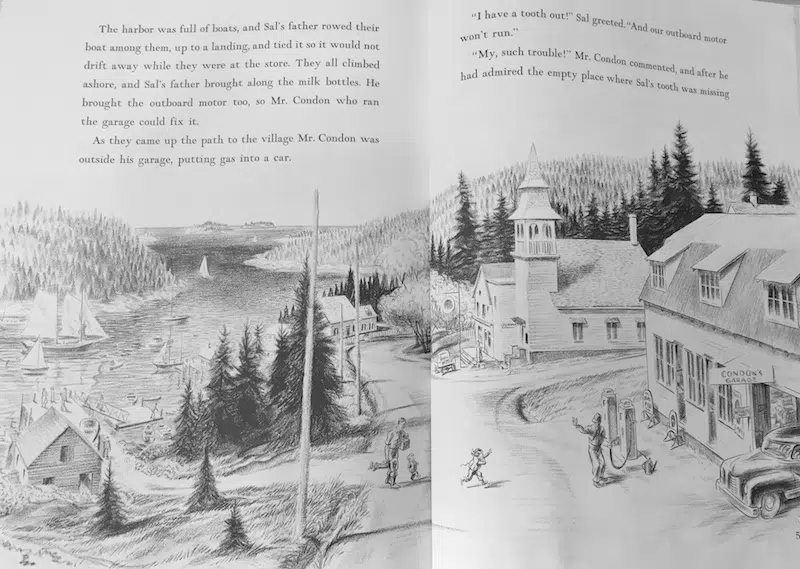 The harbor was full of boats, and Sal's father rowed their
boat among them, up to a landing, and tied it so it would not
drift away while they were at the store. They all climbed
ashore, and Sal's father brought along the milk bottles. He
brought the outboard motor too, so Mr. Condon who ran
the garage could fix it.
As they came up the path to the village Mr. Condon was
outside his garage, putting gas into a car.
"I have a tooth out!" Sal greeted. "And our outboard motor
won't run."
"My, such trouble!" Mr. Condon commented, and after he
had admired the empty place where Sal's tooth was missing
CONDON'S
GARAGE